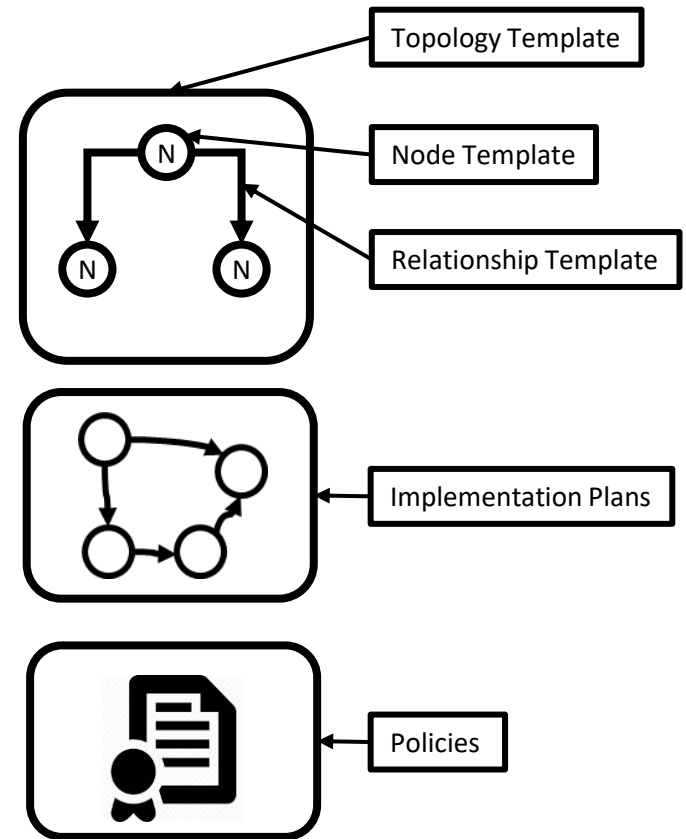 Topology Template
N
Node Template
Relationship Template
N
N
Implementation Plans
Policies